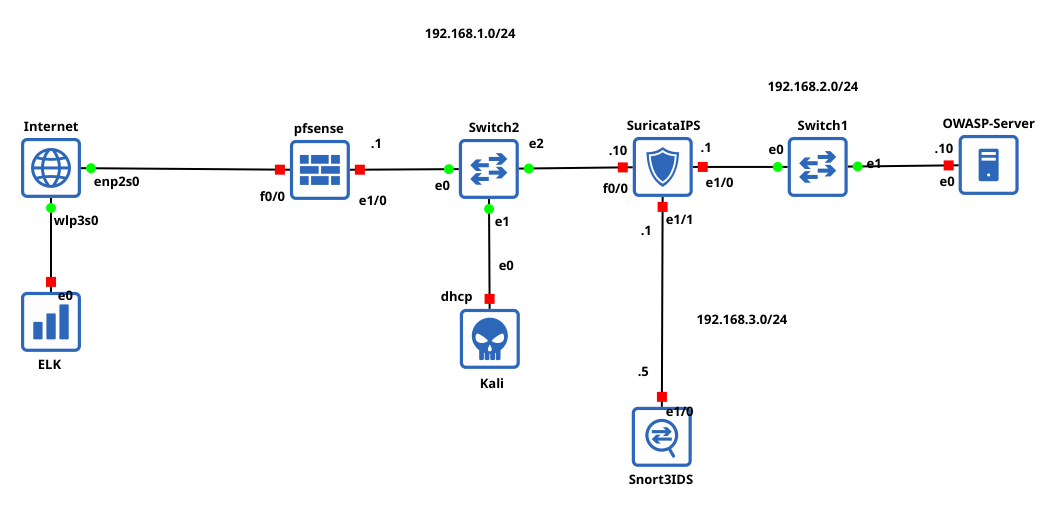 192.168.1.0/24
192.168.2.0/24
Internet
pfsense
Switch2
SuricataIPS
Switch1
OWASP-Server
.1
e2
.10
.1
e0
e1
.10
enp2s0
f0/0
e1/0
e0
f0/0
e1/0
e0
wlp3s0
e1
e1/1
.1
e0
e0
dhcp
192.168.3.0/24
ELK
Kali
.5
e1/0
Snort3IDS